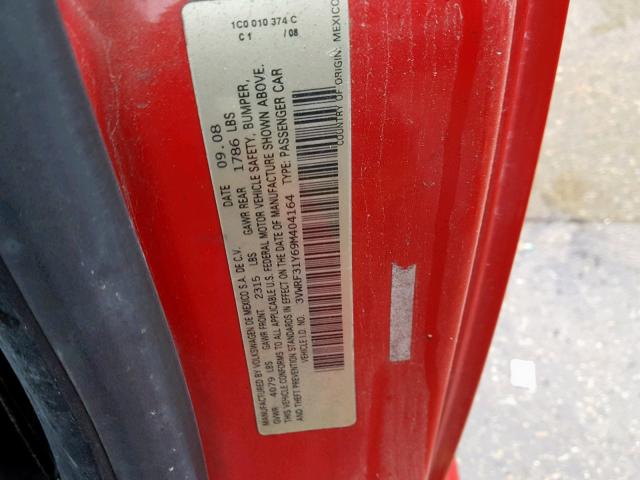 MANUFACTURED BY VOLKSWAGEN DE MEXICO S.A. DE C.V. DATE 09.08
GVWR 4079 LBS GAWR FRONT 2315 LBS GAWR REAR 1786 LBS
THIS VEHICLE CONFORMS TO ALL APPLICABLE U.S. FEDERAL MOTOR VEHICLE SAFETY, BUMPER,
AND THEFT PREVENTION STANDARDS IN EFFECT ON THE DATE OF MANUFACTURE SHOWN ABOVE.
VEHICLE I.D. NO. 3VWRF31Y69M404164 TYPE: PASSENGER CAR
1C0 010 374 C
C1 / 08
COUNTRY OF ORIGIN: MEXICO